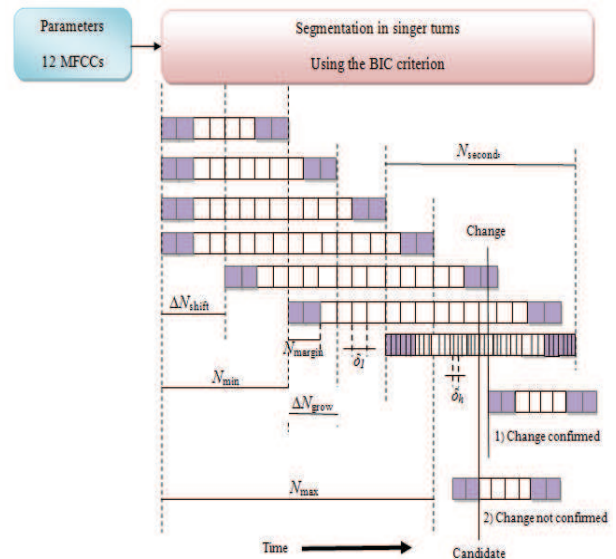 Parameters
12 MFCCs
Segmentation in singer turns
Using the BIC criterion
Nsecond:
Change
ΔNshift
Nmargin
δl
Nmin
δh
ΔNgrow
1) Change confirmed
Nmax
2) Change not confirmed
Time
Candidate